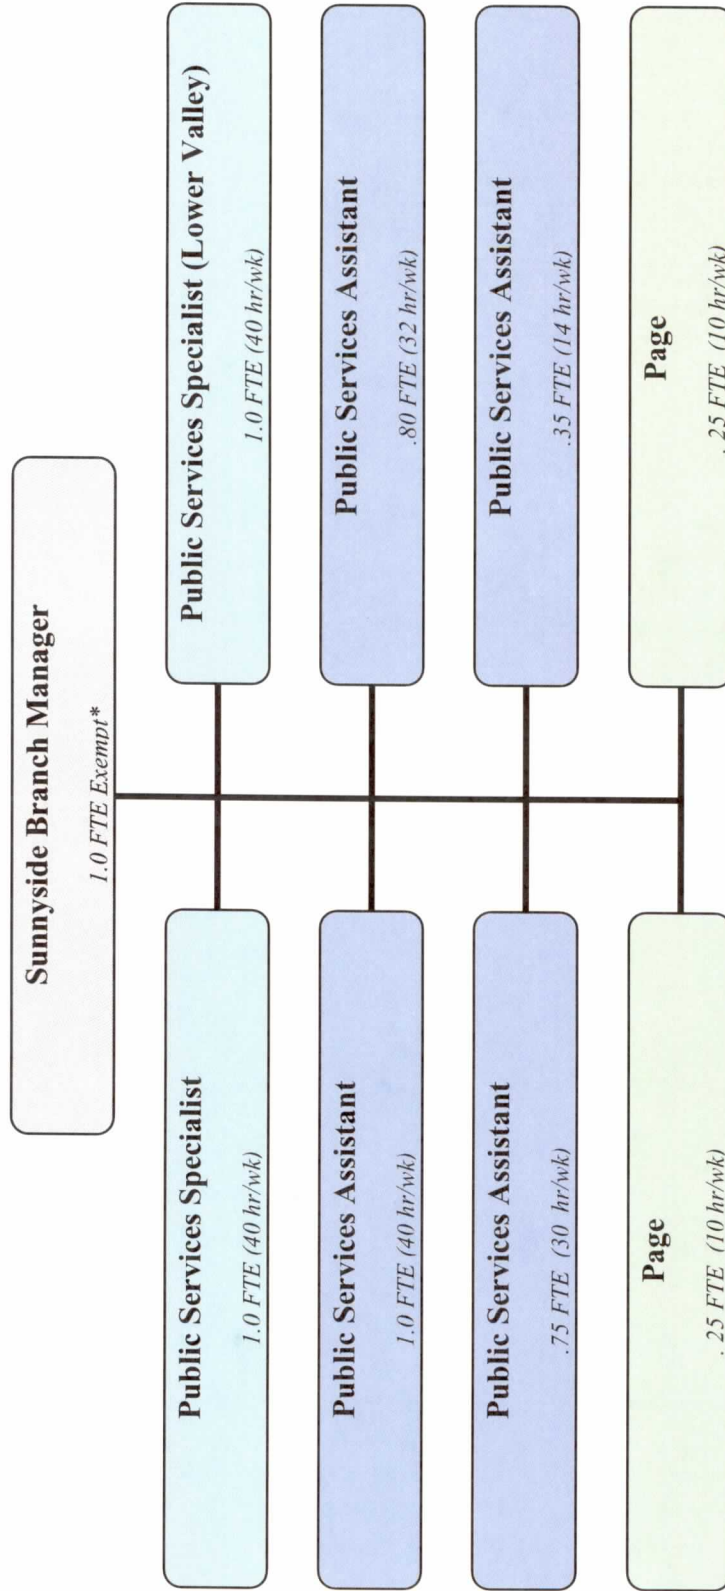 Sunnyside Branch Manager
1.0 FTE Exempt*
Public Services Specialist
1.0 FTE (40 hr/wk)
Public Services Specialist (Lower Valley)
1.0 FTE (40 hr/wk)
Public Services Assistant
1.0 FTE (40 hr/wk)
Public Services Assistant
.80 FTE (32 hr/wk)
Public Services Assistant
.75 FTE (30 hr/wk)
Public Services Assistant
.35 FTE (14 hr/wk)
Page
.25 FTE (10 hr/wk)
Page
.25 FTE (10 hr/wk)